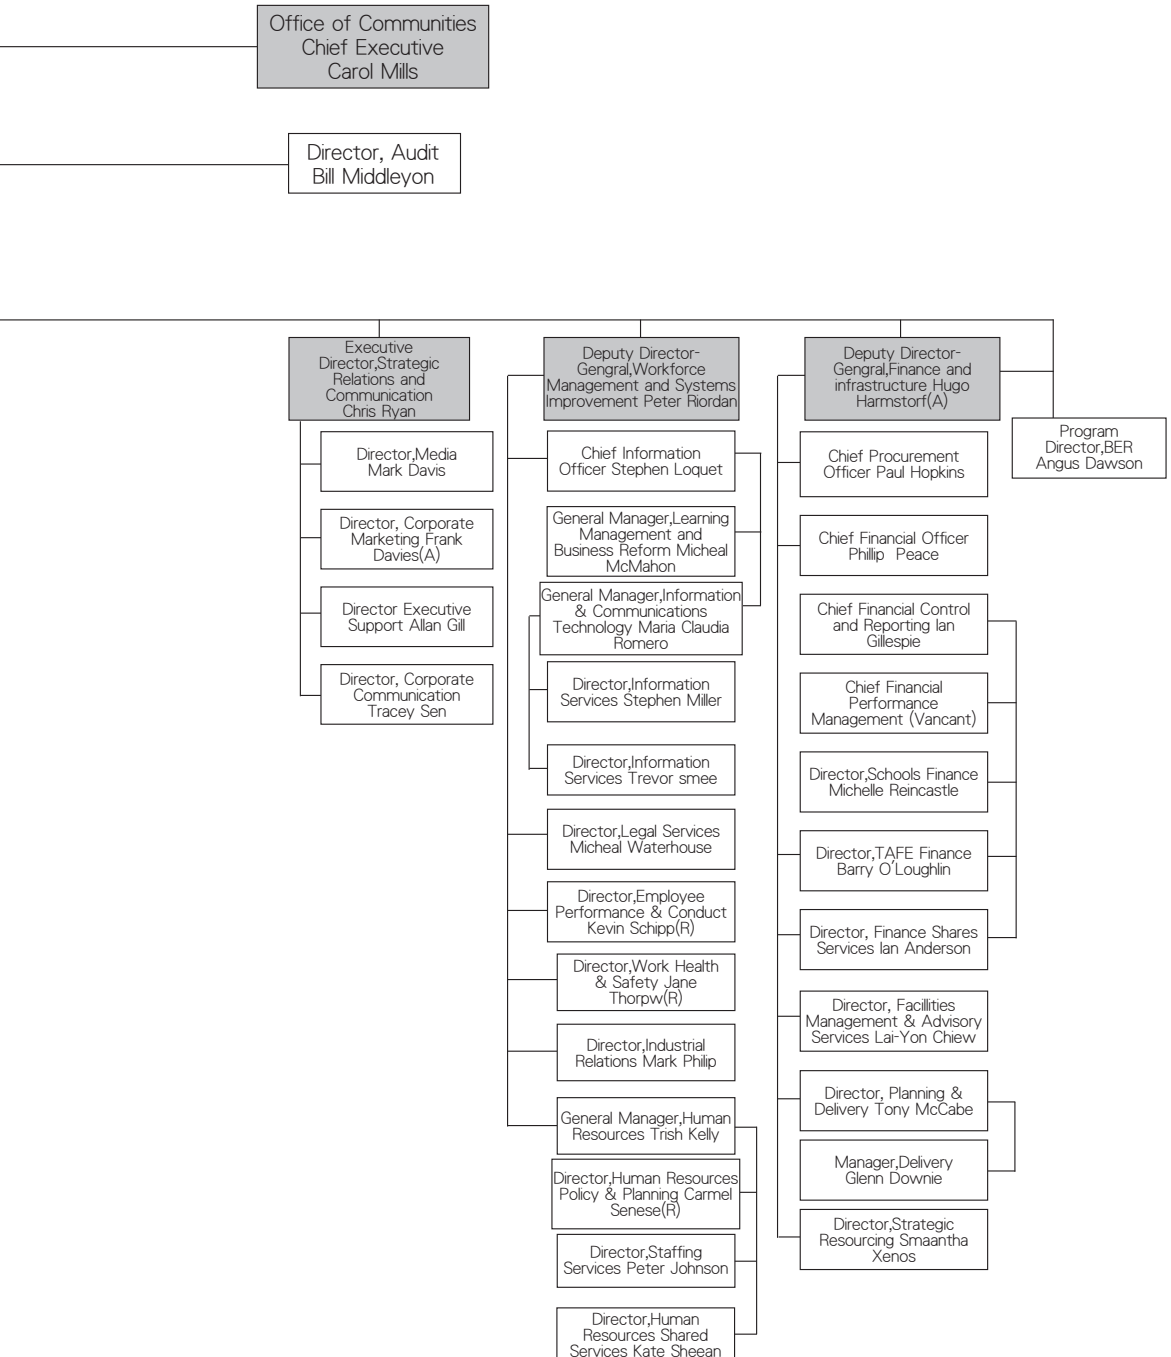 Office of Communities
Chief Executive
Carol Mills
Director, Audit
Bill Middleyon
Executive
Director,Strategic
Relations and
Communication
Chris Ryan
Director,Media
Mark Davis
Director, Corporate
Marketing Frank
Davies(A)
Director Executive
Support Allan Gill
Director, Corporate
Communication
Tracey Sen
Deputy Director-
Gengral,Workforce
Management and Systems
Improvement Peter Riordan
Chief Information
Officer Stephen Loquet
General Manager,Learning
Management and
Business Reform Micheal
McMahon
General Manager,Information
& Communications
Technology Maria Claudia
Romero
Director,Information
Services Stephen Miller
Director,Information
Services Trevor smee
Director,Legal Services
Micheal Waterhouse
Director,Employee
Performance & Conduct
Kevin Schipp(R)
Director,Work Health
& Safety Jane
Thorpw(R)
Director,Industrial
Relations Mark Philip
General Manager,Human
Resources Trish Kelly
Director,Human Resources
Policy & Planning Carmel
Senese(R)
Director,Staffing
Services Peter Johnson
Director,Human
Resources Shared
Services Kate Sheean
Deputy Director-
Gengral,Finance and
infrastructure Hugo
Harmstorf(A)
Chief Procurement
Officer Paul Hopkins
Chief Financial Officer
Phillip Peace
Chief Financial Control
and Reporting Ian
Gillespie
Chief Financial
Performance
Management (Vancant)
Director,Schools Finance
Michelle Reincastle
Director,TAFE Finance
Barry O'Loughlin
Director, Finance Shares
Services Ian Anderson
Director, Facillities
Management & Advisory
Services Lai-Yon Chiew
Director, Planning &
Delivery Tony McCabe
Manager,Delivery
Glenn Downie
Director,Strategic
Resourcing Smaantha
Xenos
Program
Director,BER
Angus Dawson